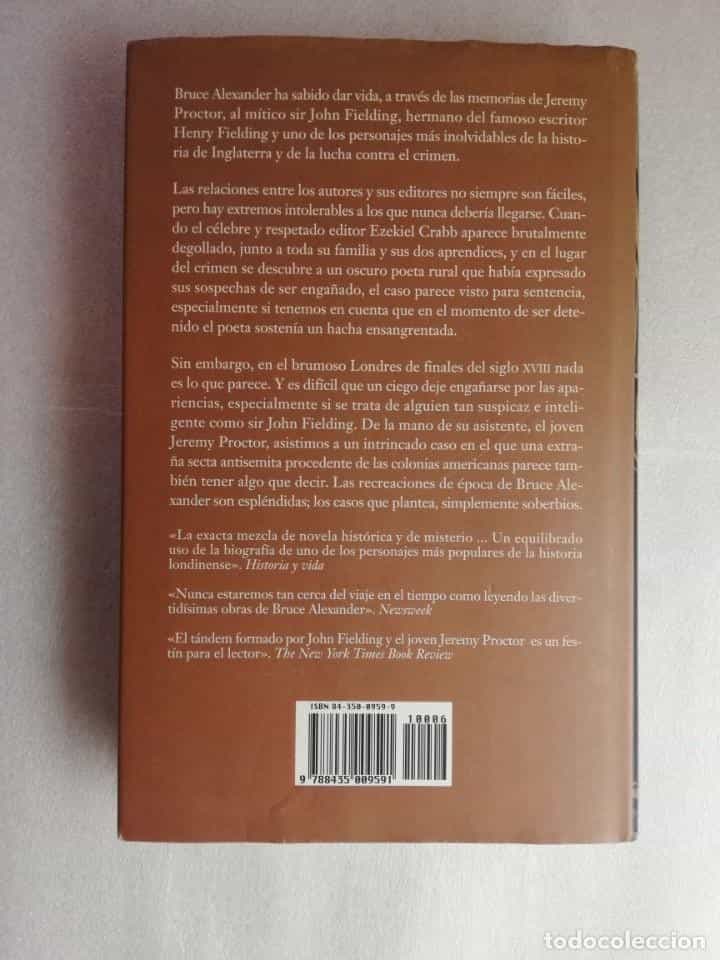 Bruce Alexander ha sabido dar vida, a través de las memorias de Jeremy
Proctor, al mítico sir John Fielding, hermano del famoso escritor
Henry Fielding y uno de los personajes más inolvidables de la histo-
ria de Inglaterra y de la lucha contra el crimen.
Las relaciones entre los autores y sus editores no siempre son fáciles,
pero hay extremos intolerables a los que nunca debería llegarse. Cuan-
do el célebre y respetado editor Ezekiel Crabb aparece brutalmente
degollado, junto a toda su familia y sus dos aprendices, y en el lugar
del crimen se descubre a un oscuro poeta rural que había expresado
sus sospechas de ser engañado, el caso parece visto para sentencia,
especialmente si tenemos en cuenta que en el momento de ser dete-
nido el poeta sostenía un hacha ensangrentada.
Sin embargo, en el brumoso Londres de finales del siglo XVIII nada
es lo que parece. Y es difícil que un ciego deje engañarse por las apa-
riencias, especialmente si se trata de alguien tan suspicaz e inteli-
gente como sir John Fielding. De la mano de su asistente, el joven
Jeremy Proctor, asistimos a un intrincado caso en el que una extra-
ña secta antisemita procedente de las colonias americanas parece tam-
bién tener algo que decir. Las recreaciones de época de Bruce Ale-
xander son espléndidas; los casos que plantea, simplemente soberbios.
«La exacta mezcla de novela histórica y de misterio ... Un equilibrado
uso de la biografía de uno de los personajes más populares de la historia
londinense». Historia y vida
«Nunca estaremos tan cerca del viaje en el tiempo como leyendo las diver-
tidísimas obras de Bruce Alexander». Newsweek
«El tándem formado por John Fielding y el joven Jeremy Proctor es un fes-
tín para el lector». The New York Times Book Review
ISBN 84-350-0959-9
10006
9 788435 009591
todocoleccion